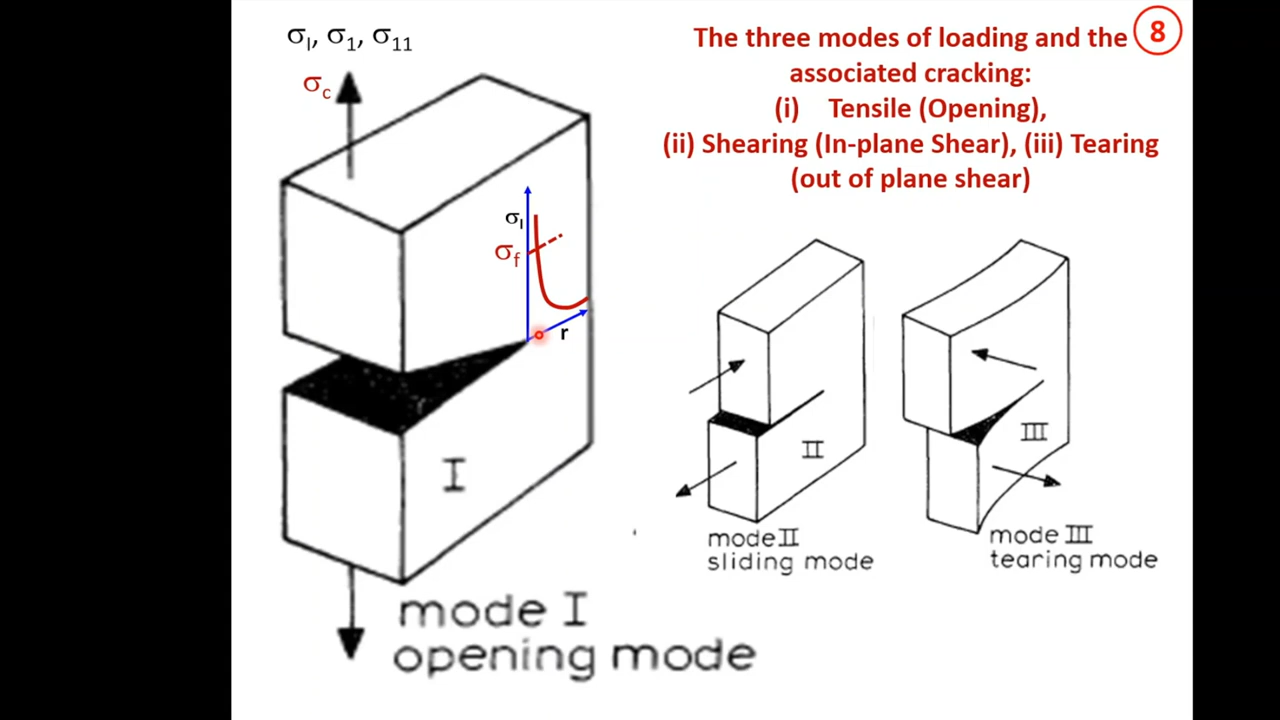 σI, σ1, σ11
σc
The three modes of loading and the
8
associated cracking:
(i) Tensile (Opening),
(ii) Shearing (In-plane Shear), (iii) Tearing
(out of plane shear)
σI
σf
r
I
II
III
mode I
opening mode
mode II
sliding mode
mode III
tearing mode